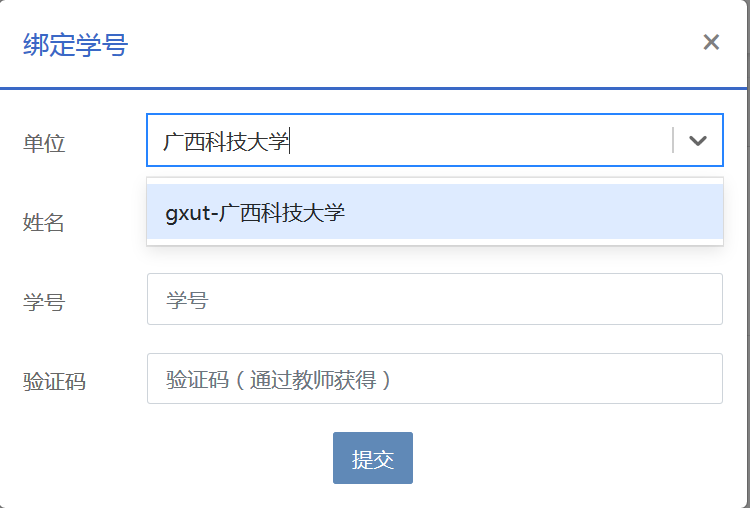 绑定学号
单位 广西科技大学
gxut-广西科技大学
姓名
学号 学号
验证码 验证码（通过教师获得）
提交